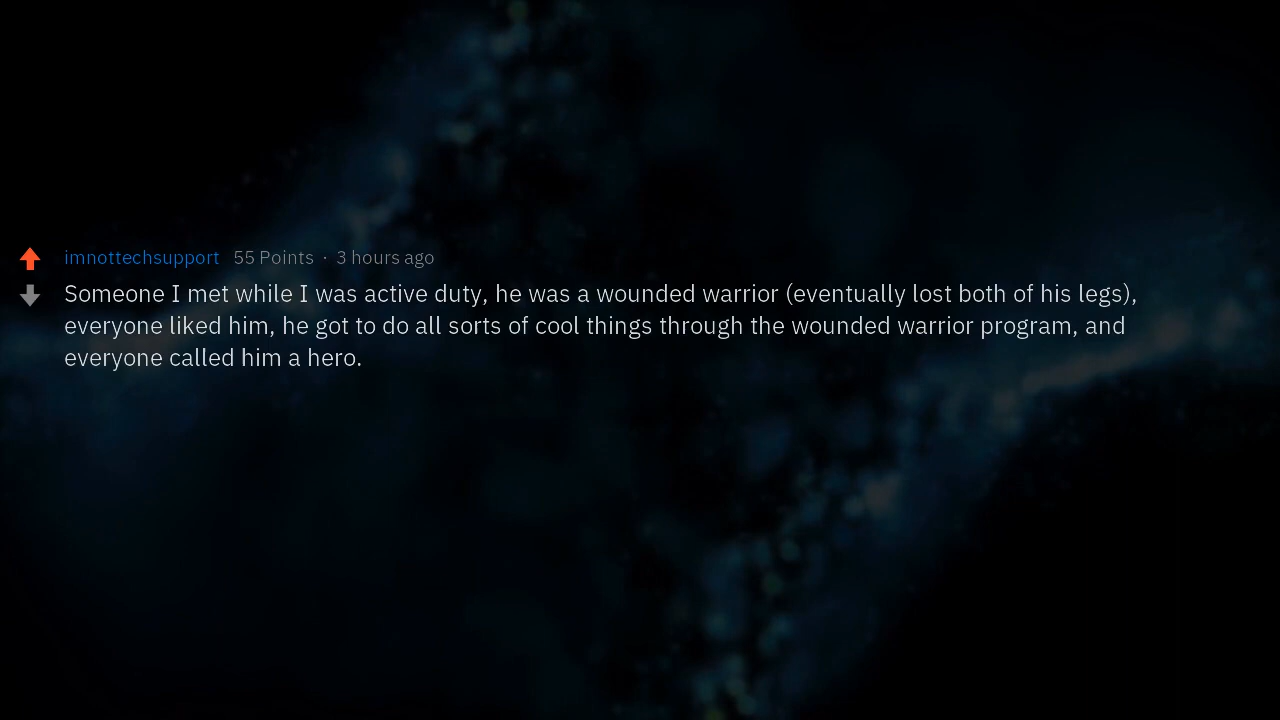 imnottechsupport 55 Points · 3 hours ago
Someone I met while I was active duty, he was a wounded warrior (eventually lost both of his legs),
everyone liked him, he got to do all sorts of cool things through the wounded warrior program, and
everyone called him a hero.